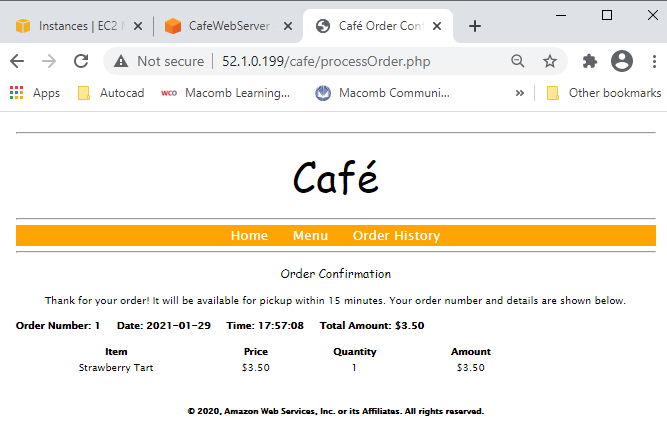 Instances | EC2 M
CafeWebServer
Café Order Conf
Not secure | 52.1.0.199/cafe/processOrder.php
Apps Autocad WCO Macomb Learning... Macomb Communi... » Other bookmarks
Café
Home Menu Order History
Order Confirmation
Thank for your order! It will be available for pickup within 15 minutes. Your order number and details are shown below.
Order Number: 1 Date: 2021-01-29 Time: 17:57:08 Total Amount: $3.50
Item Price Quantity Amount
Strawberry Tart $3.50 1 $3.50
© 2020, Amazon Web Services, Inc. or its Affiliates. All rights reserved.